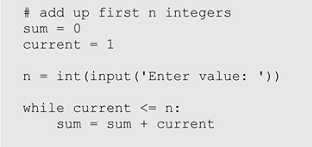 # add up first n integers
sum = 0
current = 1

n = int(input('Enter value: '))

while current <= n:
    sum = sum + current